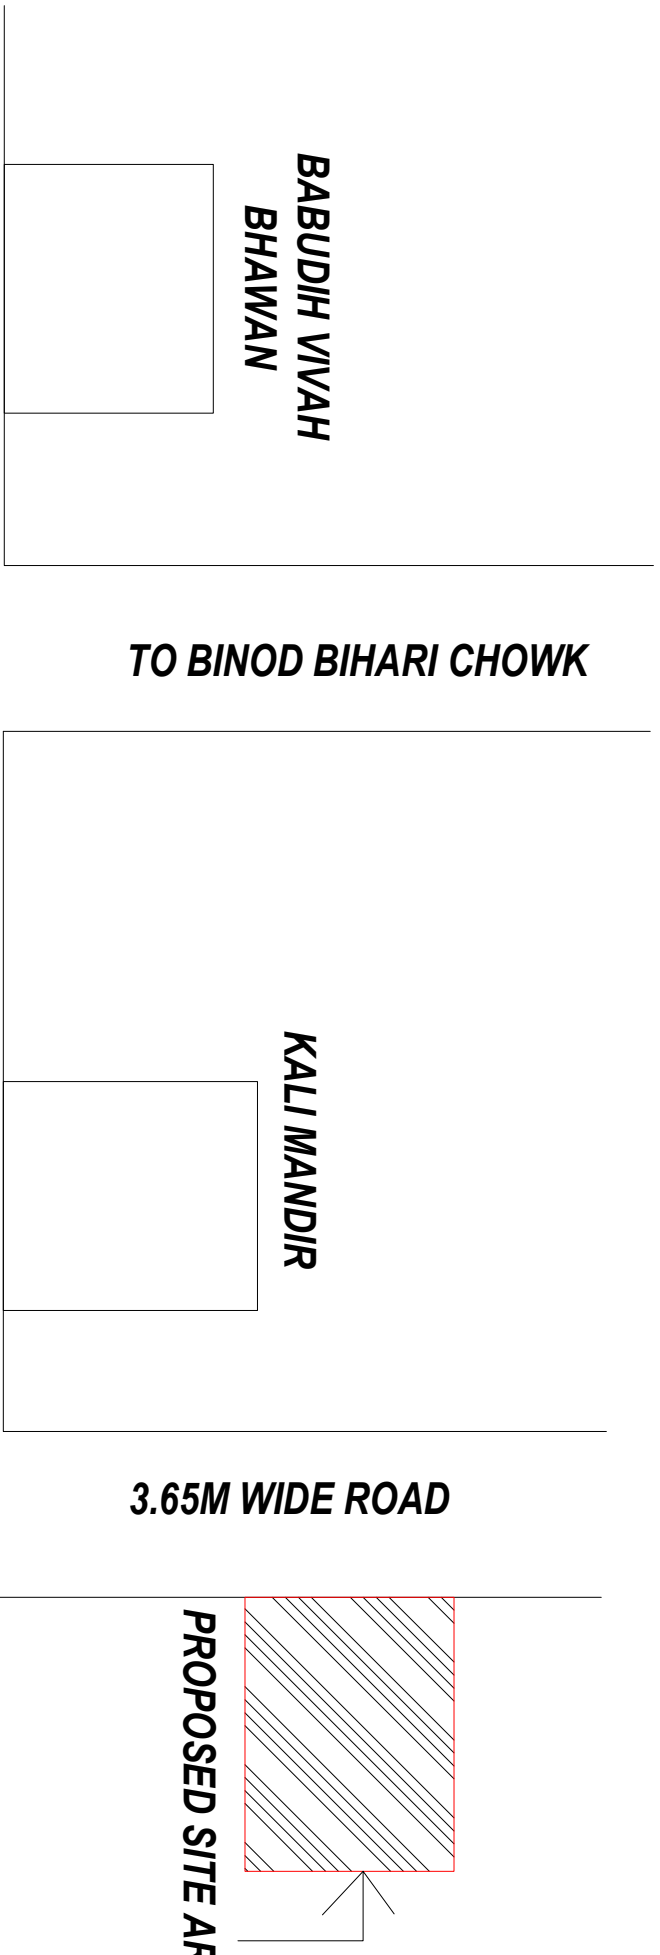 BABUDIH VIVAH
BHAWAN
TO BINOD BIHARI CHOWK
KALI MANDIR
3.65M WIDE ROAD
PROPOSED SITE